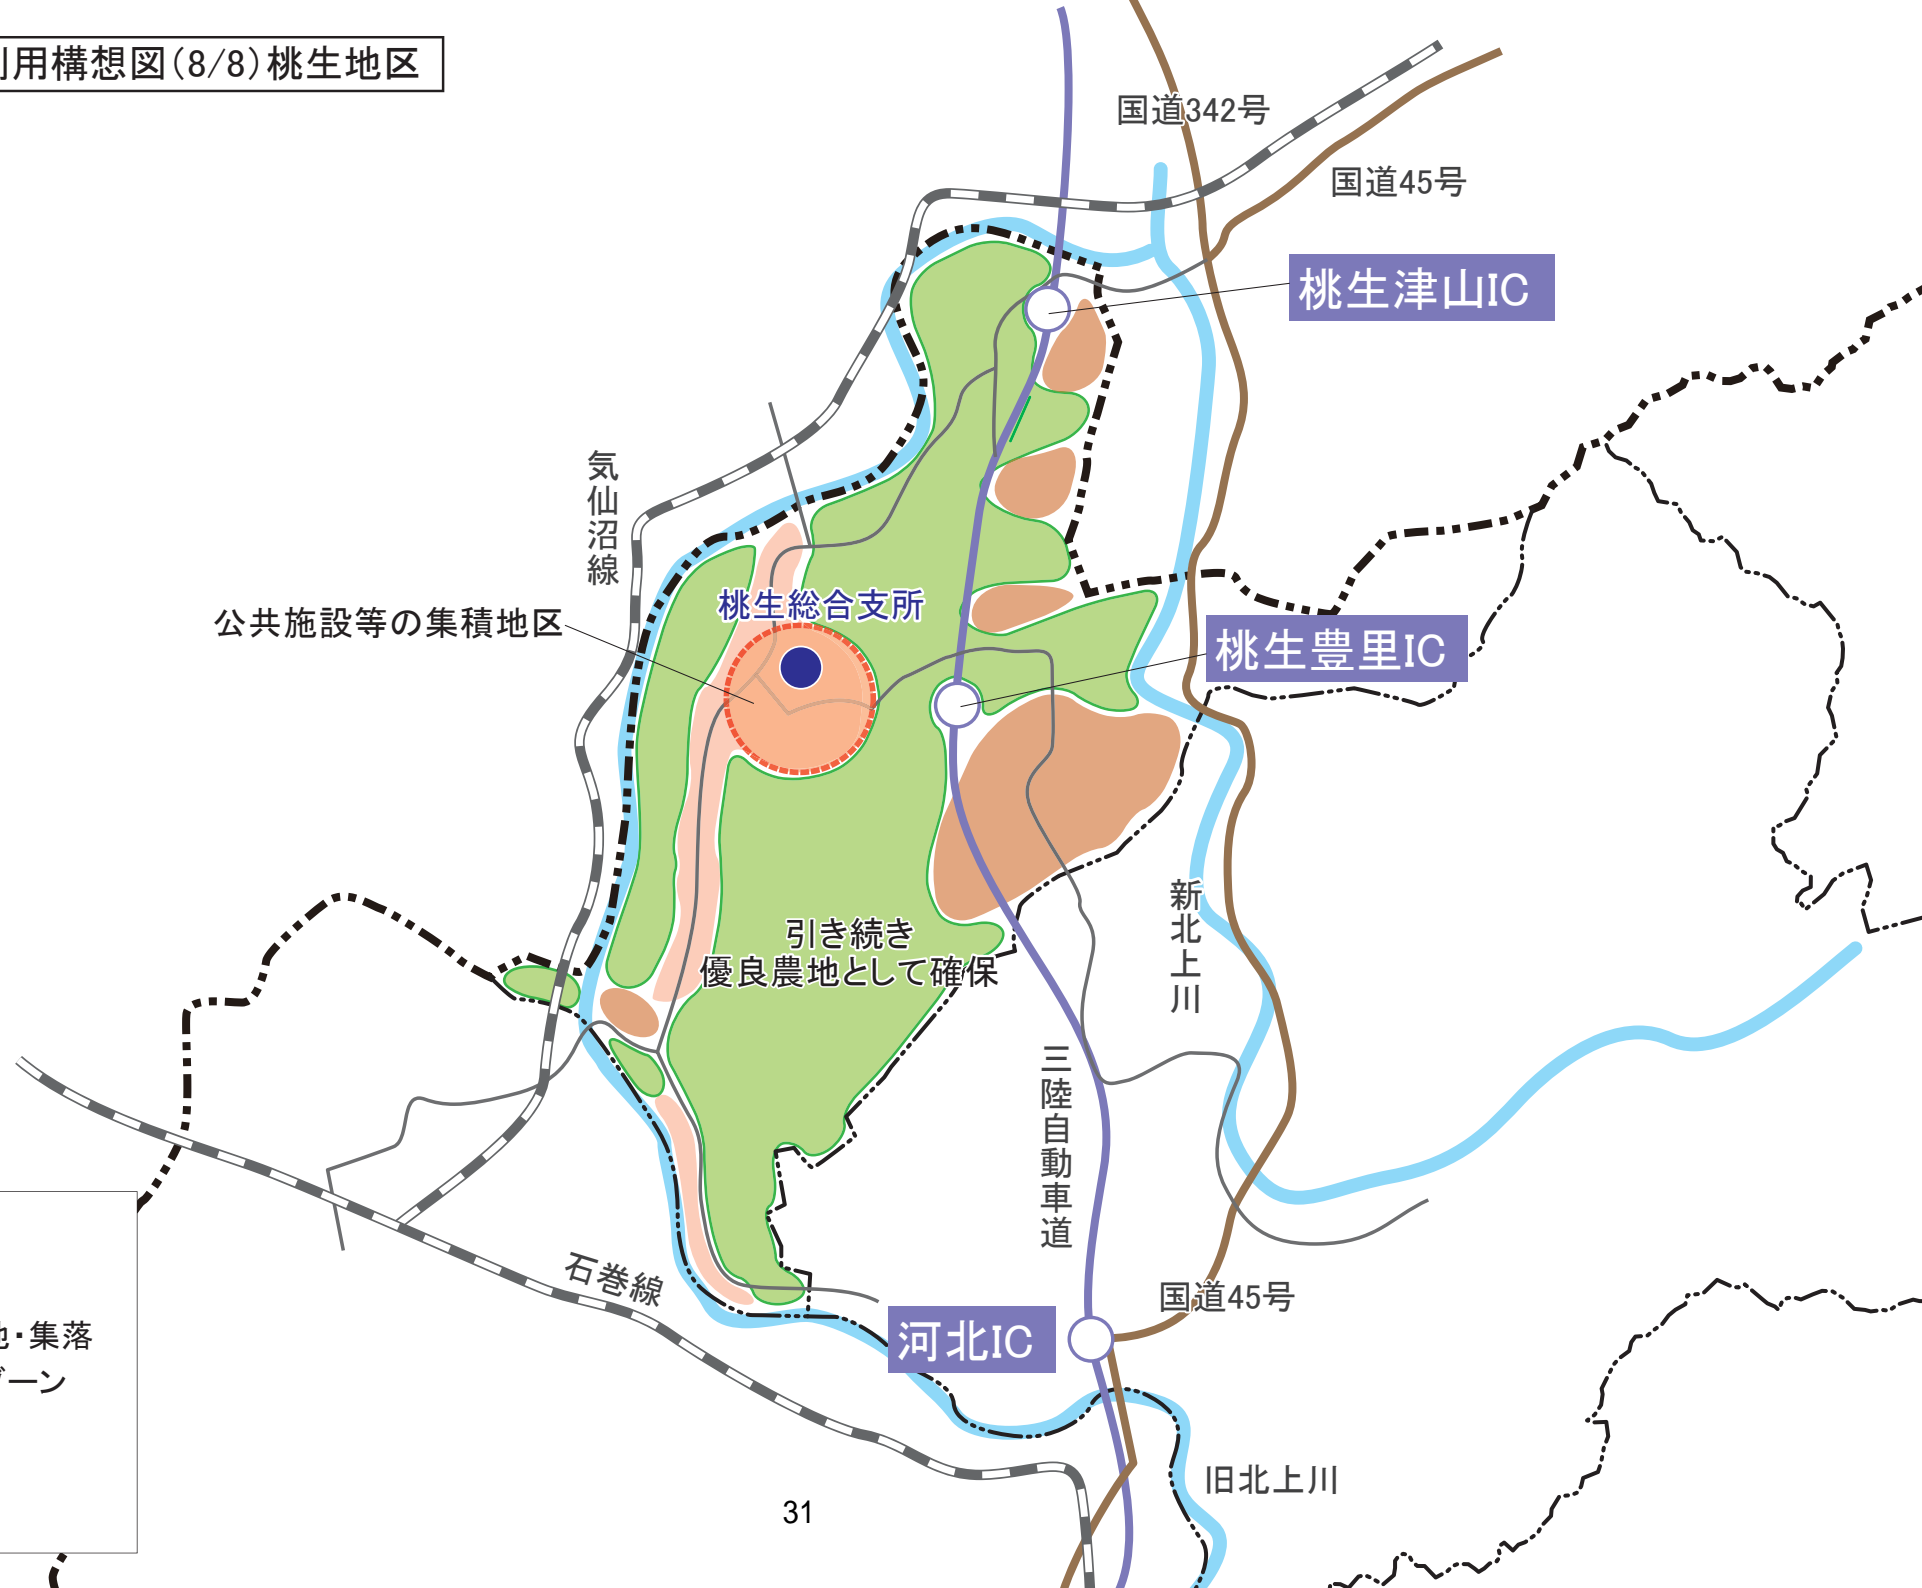 用構想図(8/8)桃生地区
国道342号
国道45号
桃生津山IC
気仙沼線
公共施設等の集積地区
桃生総合支所
桃生豊里IC
新北上川
引き続き
優良農地として確保
三陸自動車道
石巻線
国道45号
河北IC
・集落
ゾーン
旧北上川
31